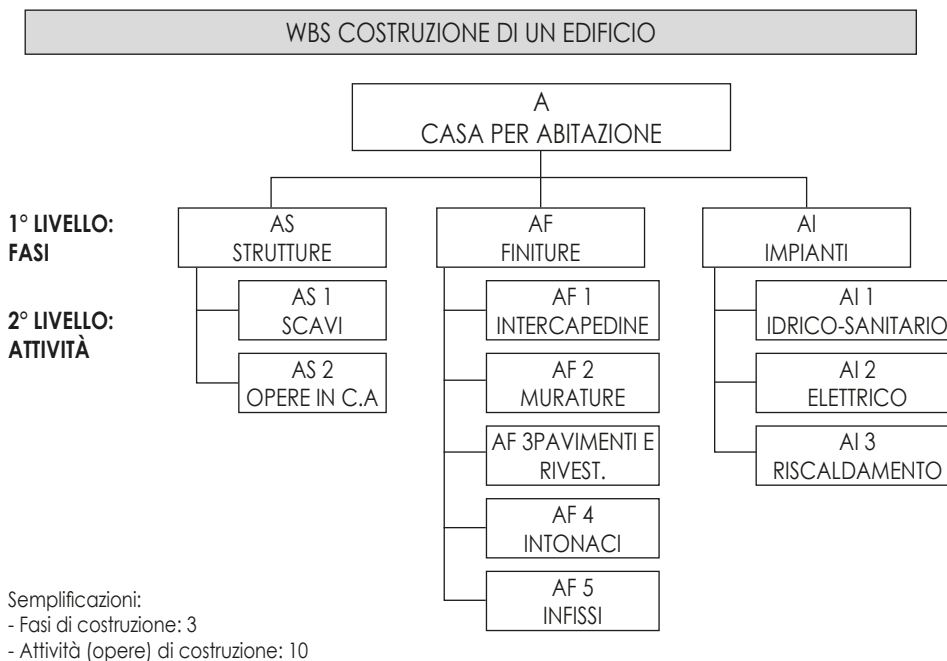 WBS COSTRUZIONE DI UN EDIFICIO
A
CASA PER ABITAZIONE
1° LIVELLO:
FASI
AS
STRUTTURE
AF
FINITURE
AI
IMPIANTI
2° LIVELLO:
ATTIVITÀ
AS 1
SCAVI
AS 2
OPERE IN C.A
AF 1
INTERCAPEDINE
AF 2
MURATURE
AF 3PAVIMENTI E
RIVEST.
AF 4
INTONACI
AF 5
INFISSI
AI 1
IDRICO-SANITARIO
AI 2
ELETTRICO
AI 3
RISCALDAMENTO
Semplificazioni:
- Fasi di costruzione: 3
- Attività (opere) di costruzione: 10